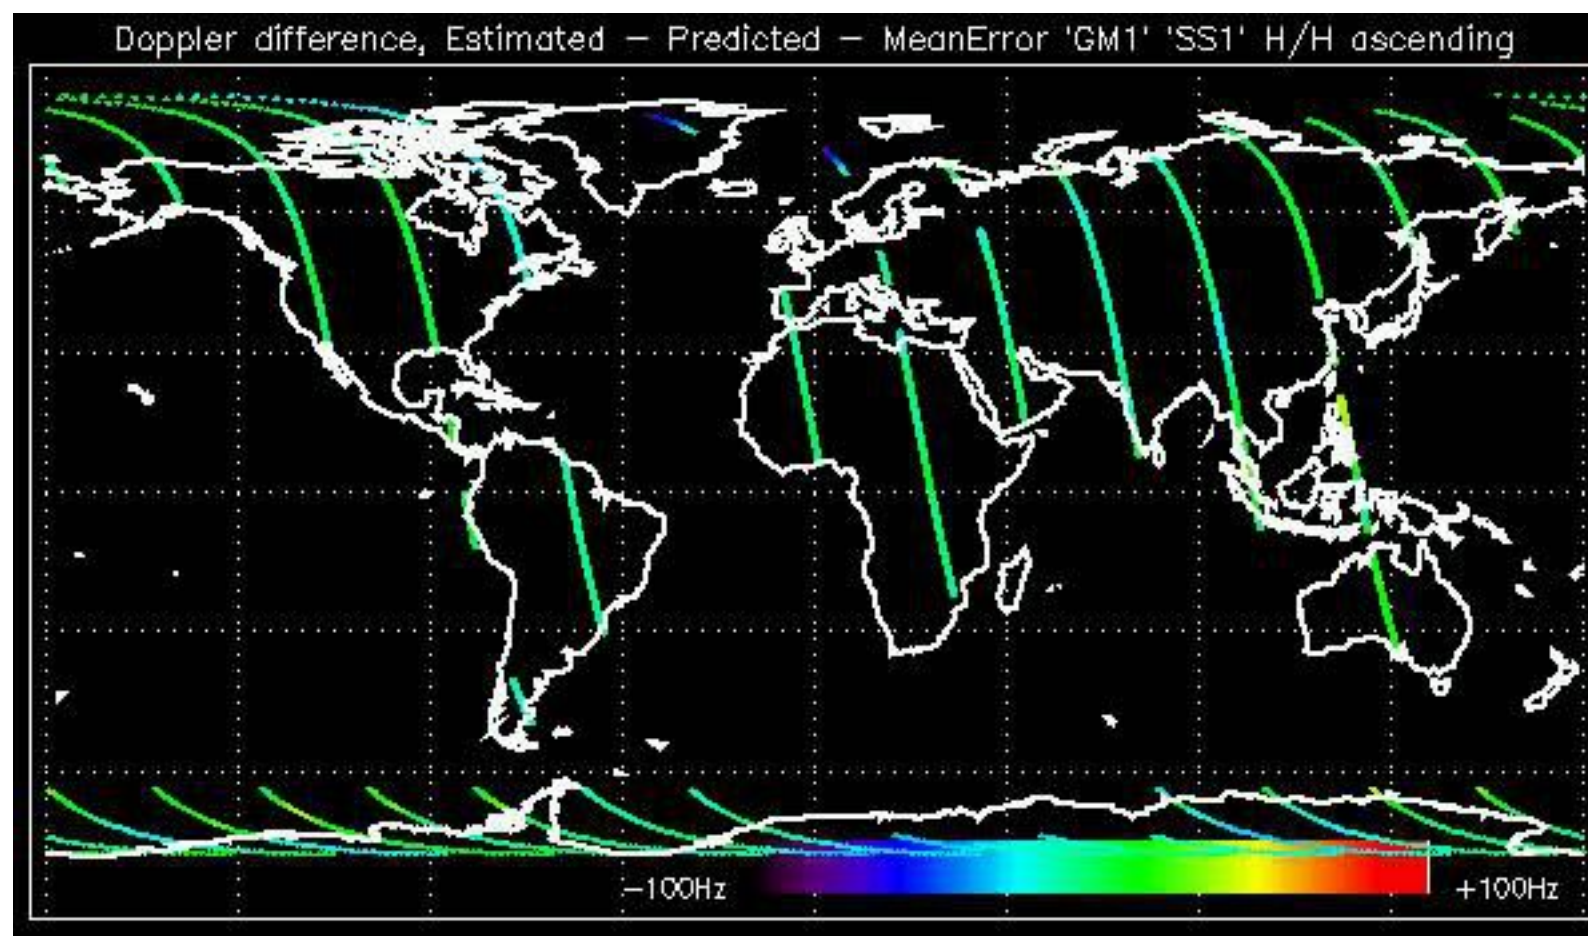 Doppler difference, Estimated – Predicted – MeanError 'GM1' 'SS1' H/H ascending
–100Hz
+100Hz